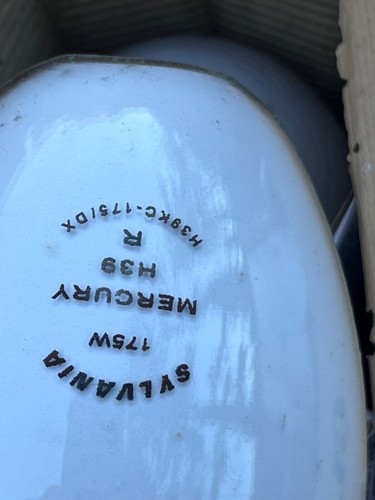 SYLVANIA
175W
MERCURY
H39
R
H39KC-175/DX